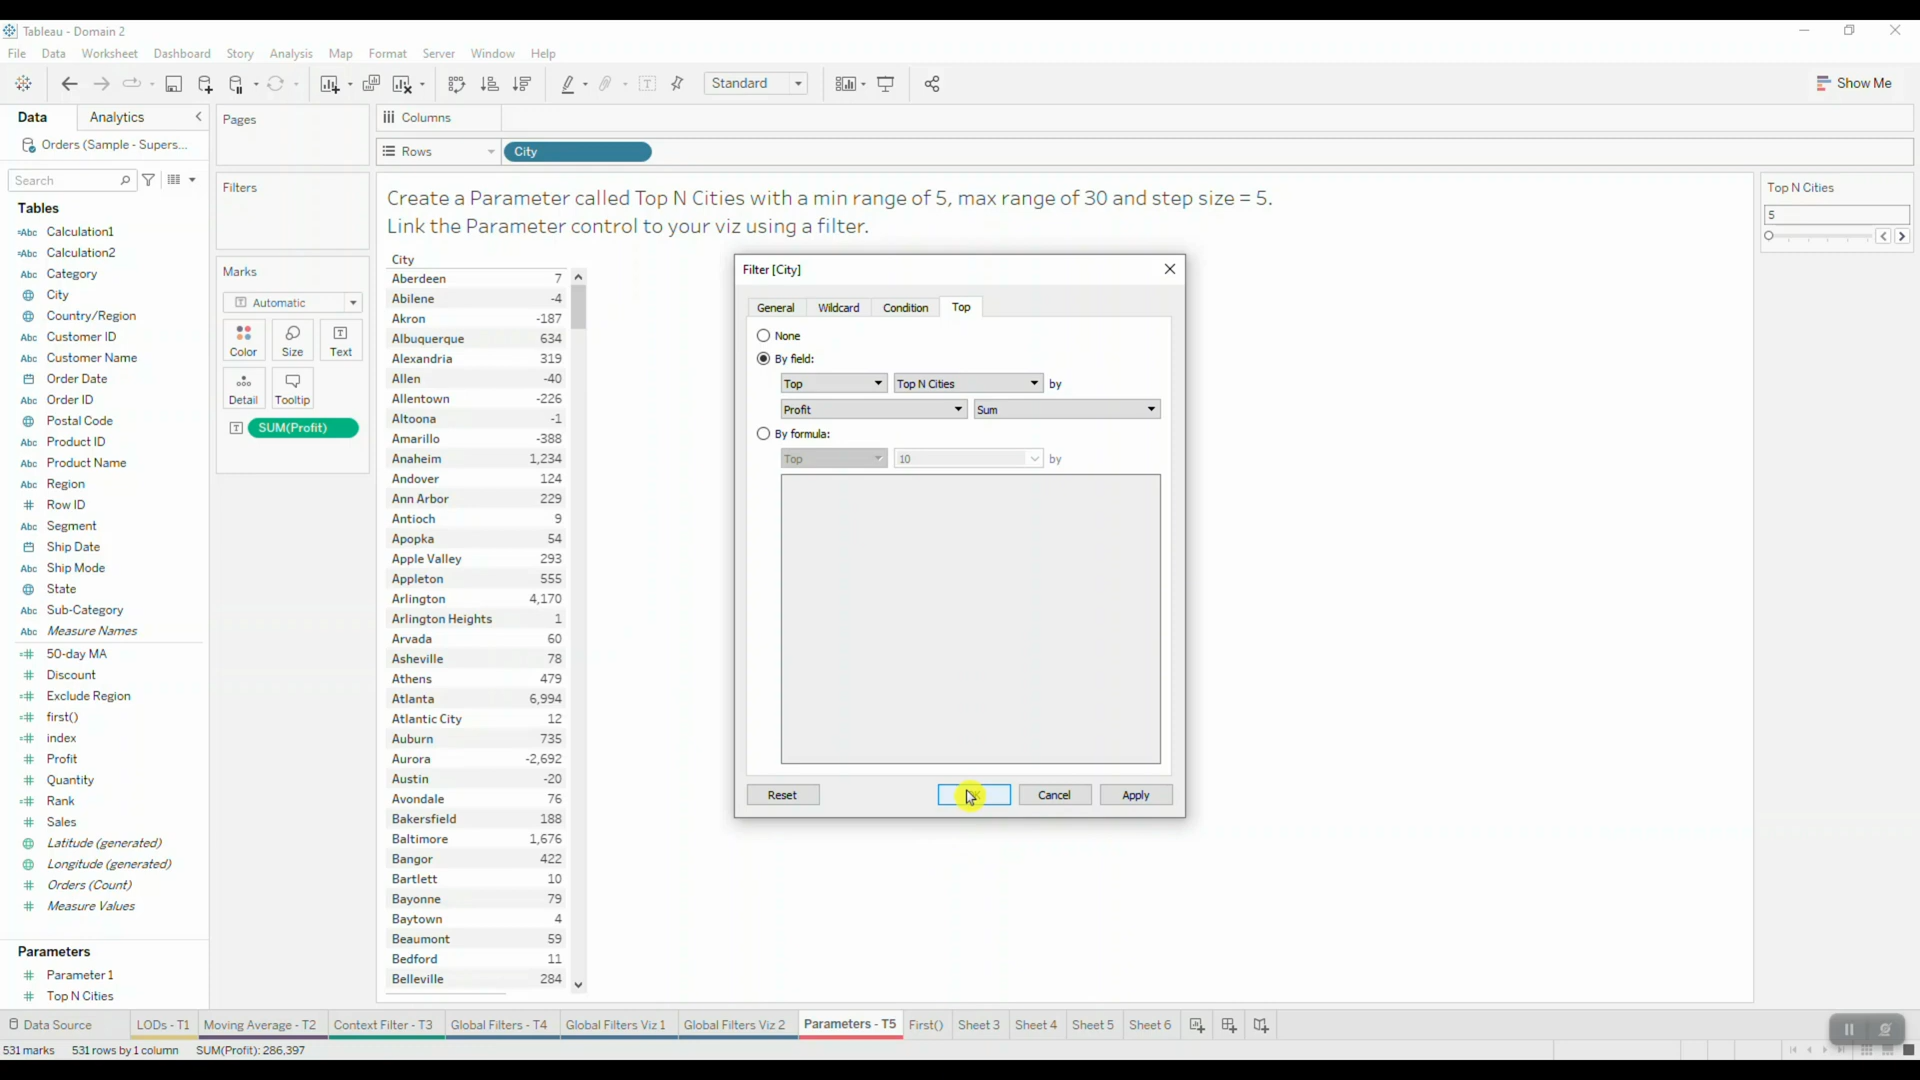 Tableau - Domain 2
File Data Worksheet Dashboard Story Analysis Map Format Server Window Help
Standard
Show Me
Data Analytics
Orders (Sample - Supers...
Search
Tables
Abc Calculation1
Abc Calculation2
Abc Category
City
Country/Region
Abc Customer ID
Abc Customer Name
Order Date
Abc Order ID
Postal Code
Abc Product ID
Abc Product Name
Abc Region
# Row ID
Abc Segment
Ship Date
Abc Ship Mode
State
Abc Sub-Category
Abc Measure Names
=# 50-day MA
# Discount
=# Exclude Region
=# first()
=# index
# Profit
# Quantity
=# Rank
# Sales
Latitude (generated)
Longitude (generated)
# Orders (Count)
# Measure Values
Parameters
# Parameter 1
# Top N Cities
Pages
Filters
Marks
Automatic
Color Size Text
Detail Tooltip
SUM(Profit)
Columns
Rows City
Create a Parameter called Top N Cities with a min range of 5, max range of 30 and step size = 5.
Link the Parameter control to your viz using a filter.
City
Aberdeen 7
Abilene -4
Akron -187
Albuquerque 634
Alexandria 319
Allen -40
Allentown -226
Altoona -1
Amarillo -388
Anaheim 1,234
Andover 124
Ann Arbor 229
Antioch 9
Apopka 54
Apple Valley 293
Appleton 555
Arlington 4,170
Arlington Heights 1
Arvada 60
Asheville 78
Athens 479
Atlanta 6,994
Atlantic City 12
Auburn 735
Aurora -2,692
Austin -20
Avondale 76
Bakersfield 188
Baltimore 1,676
Bangor 422
Bartlett 10
Bayonne 79
Baytown 4
Beaumont 59
Bedford 11
Belleville 284
Filter [City]
General Wildcard Condition Top
None
By field:
Top Top N Cities by
Profit Sum
By formula:
Top 10 by
Reset Cancel Apply
Top N Cities
5
Data Source LODs - T1 Moving Average - T2 Context Filter - T3 Global Filters - T4 Global Filters Viz 1 Global Filters Viz 2 Parameters - T5 First() Sheet 3 Sheet 4 Sheet 5 Sheet 6
531 marks 531 rows by 1 column SUM(Profit): 286,397